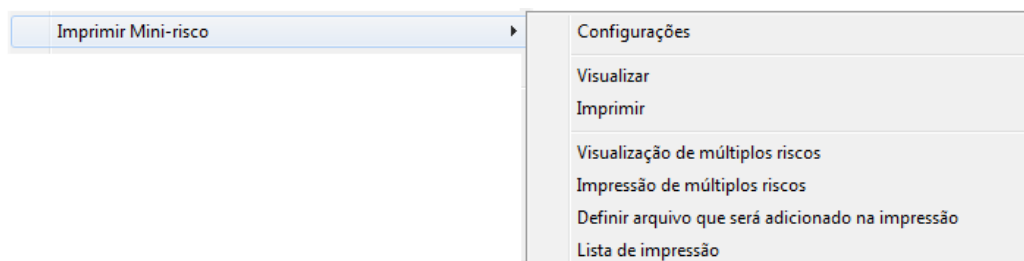 Imprimir Mini-risco
Configurações
Visualizar
Imprimir
Visualização de múltiplos riscos
Impressão de múltiplos riscos
Definir arquivo que será adicionado na impressão
Lista de impressão